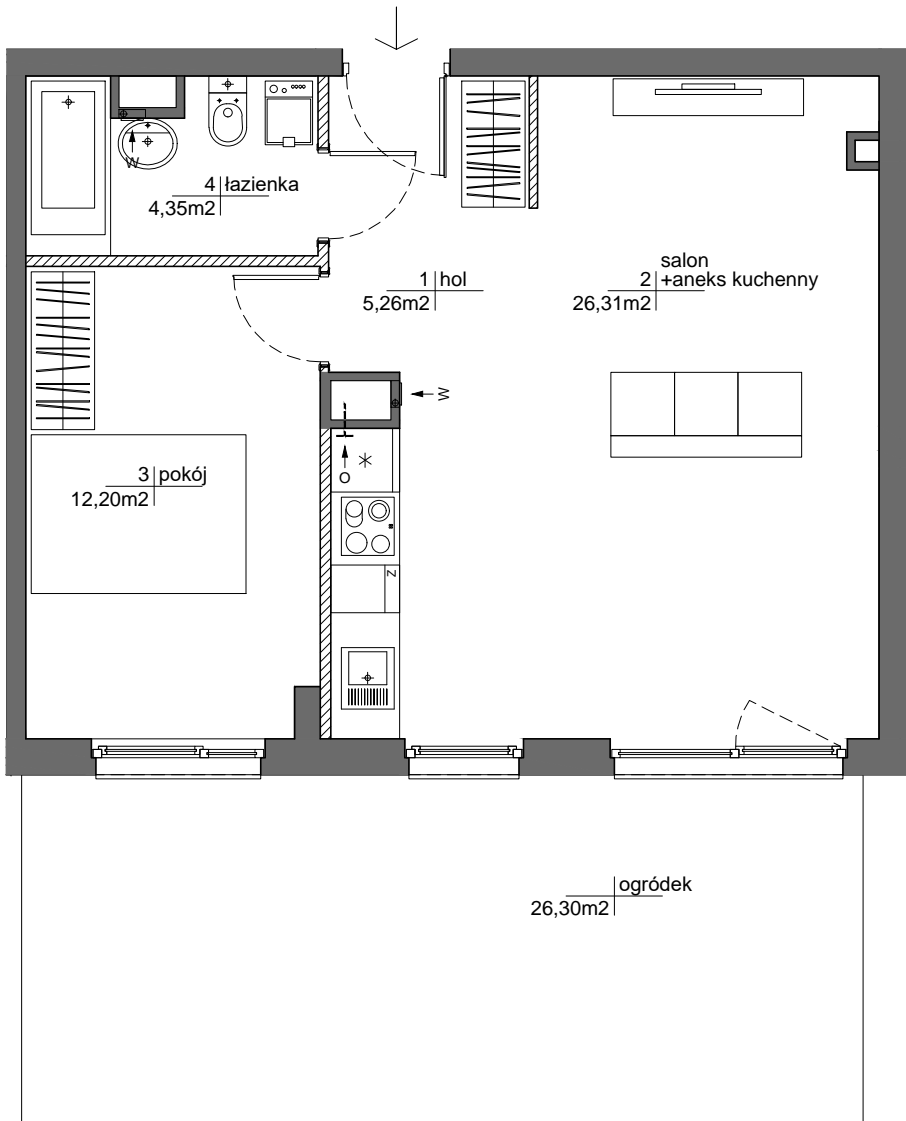 4 łazienka
4,35m2
W
1 hol
5,26m2
salon
2 +aneks kuchenny
26,31m2
W
3 pokój
12,20m2
O
Z
ogródek
26,30m2